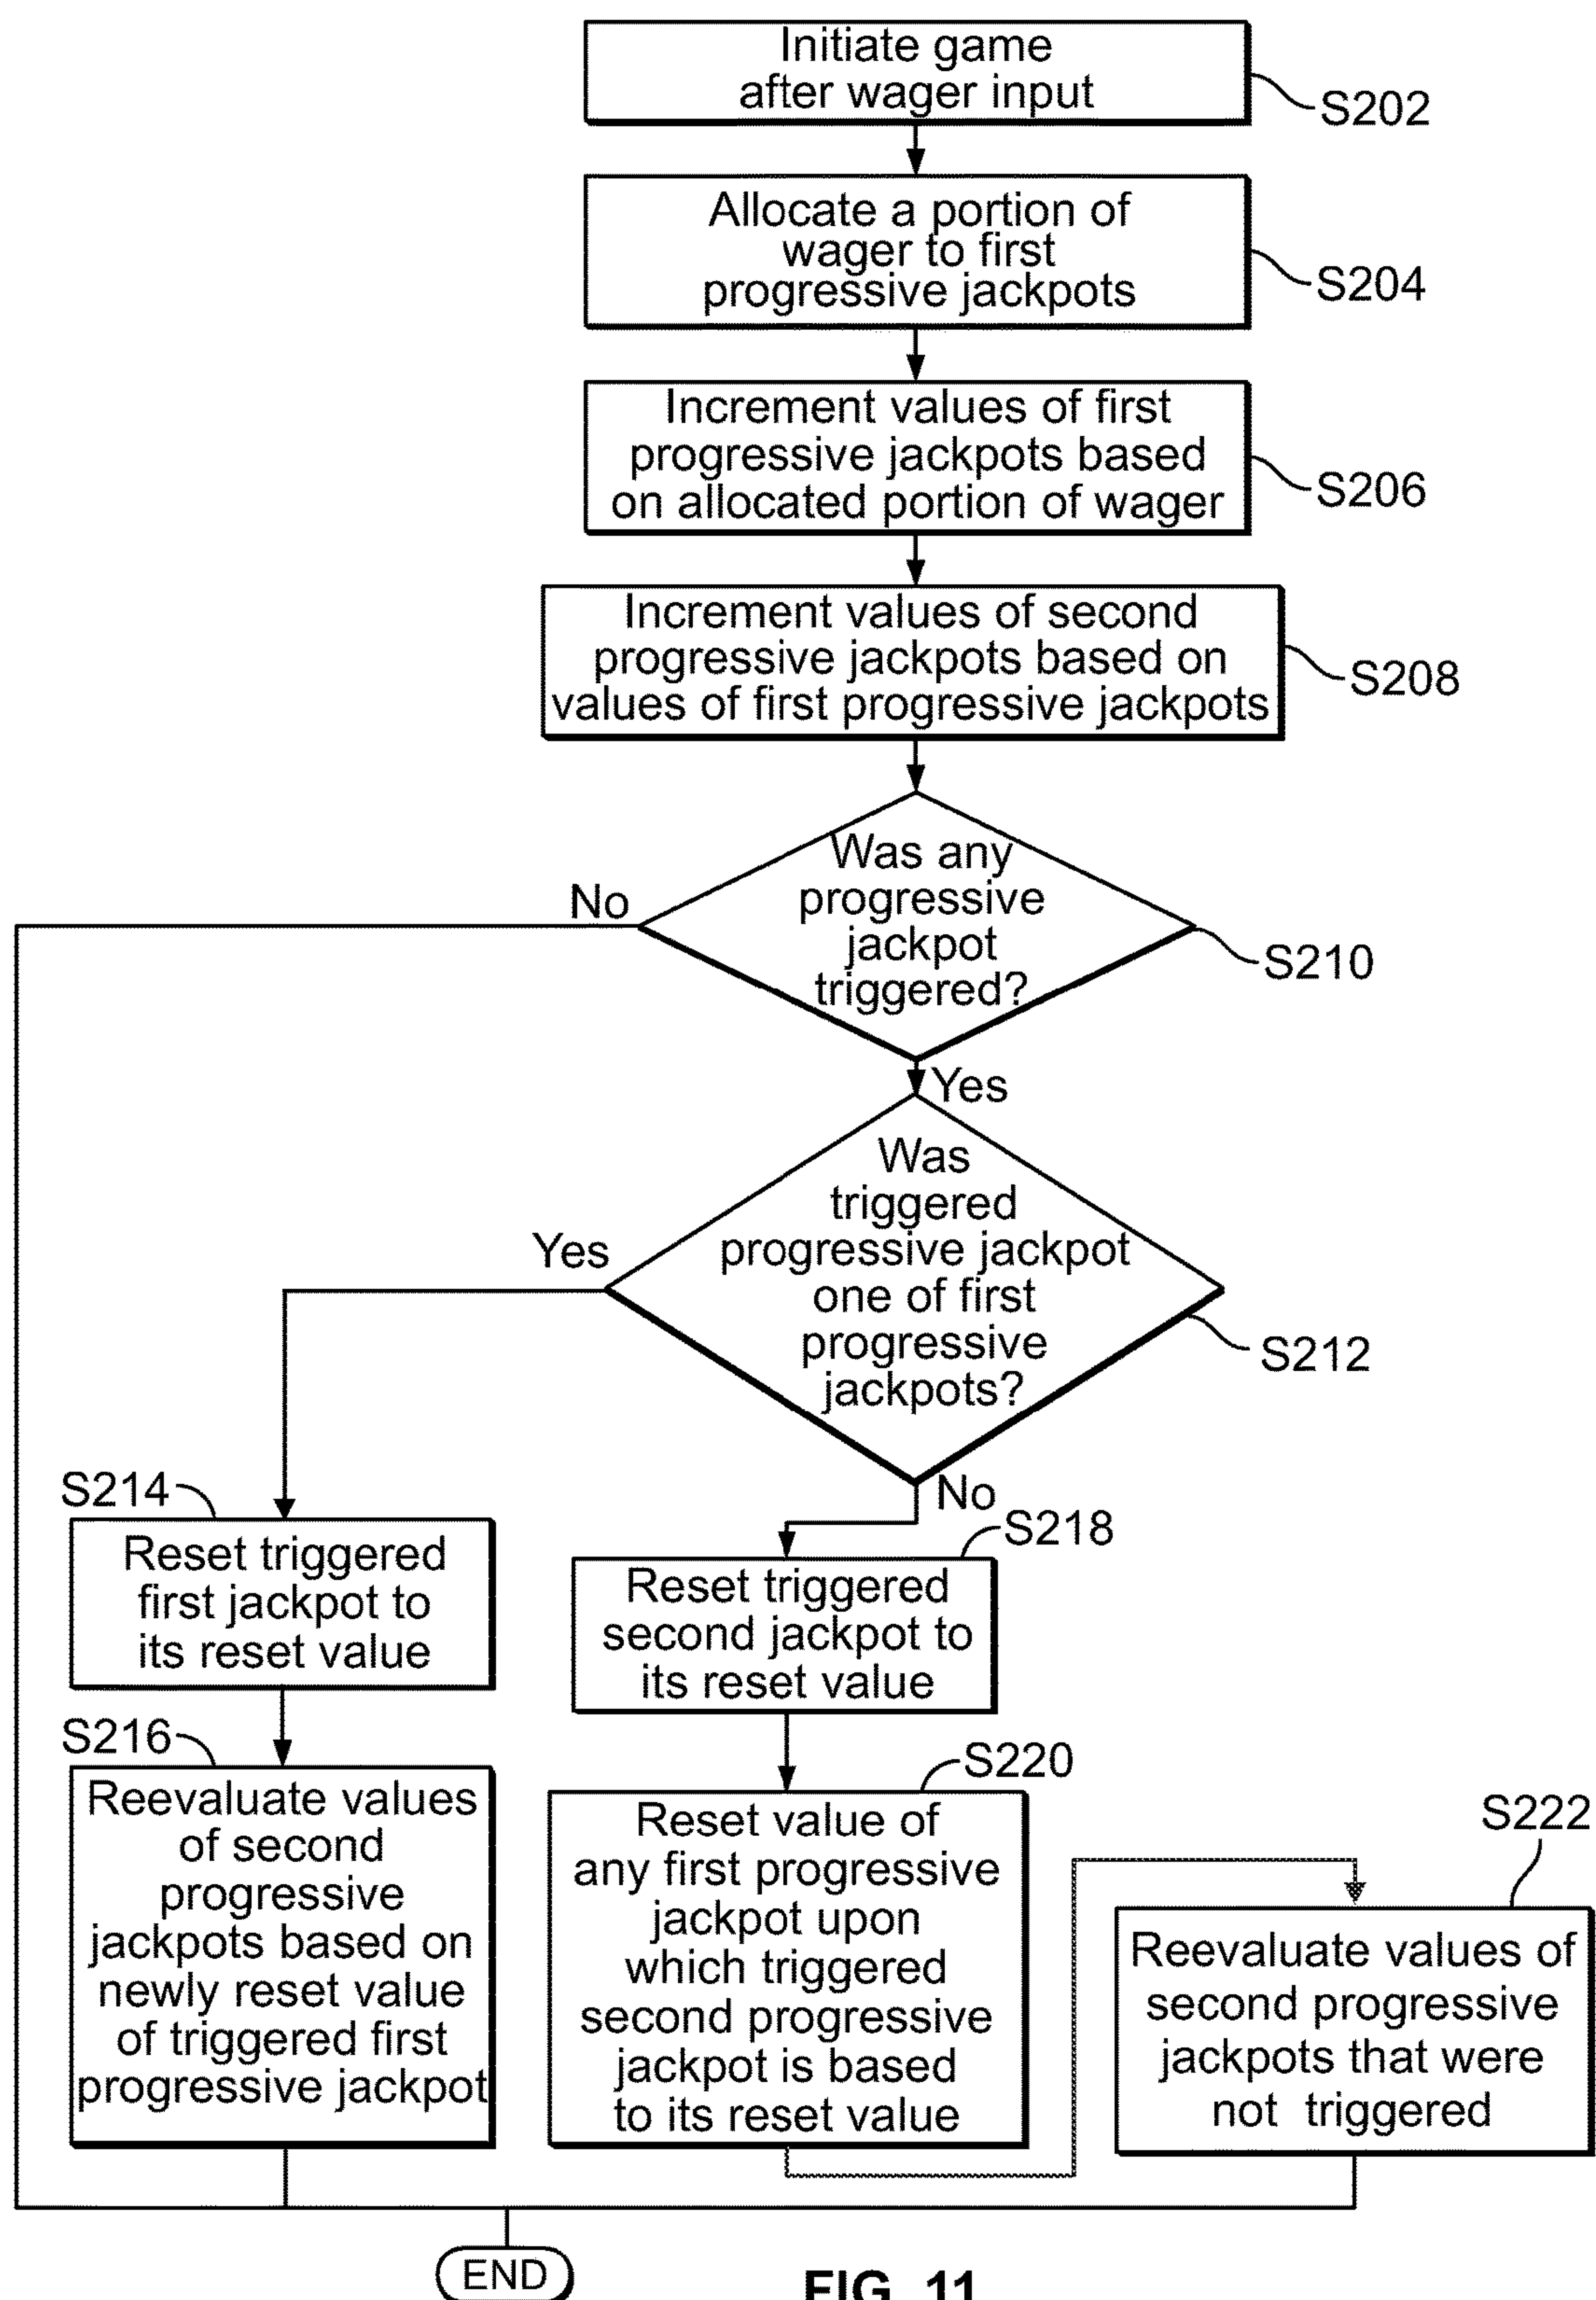 Initiate game
after wager input
S202
Allocate a portion of
wager to first
progressive jackpots
S204
Increment values of first
progressive jackpots based
on allocated portion of wager
S206
Increment values of second
progressive jackpots based on
values of first progressive jackpots
S208
Was any
progressive
jackpot
triggered?
No
S210
Yes
Was
triggered
progressive jackpot
one of first
progressive
jackpots?
Yes
S212
No
S214
Reset triggered
first jackpot to
its reset value
S218
Reset triggered
second jackpot to
its reset value
S216
Reevaluate values
of second
progressive
jackpots based on
newly reset value
of triggered first
progressive jackpot
S220
Reset value of
any first progressive
jackpot upon
which triggered
second progressive
jackpot is based
to its reset value
S222
Reevaluate values of
second progressive
jackpots that were
not triggered
END
FIG. 11